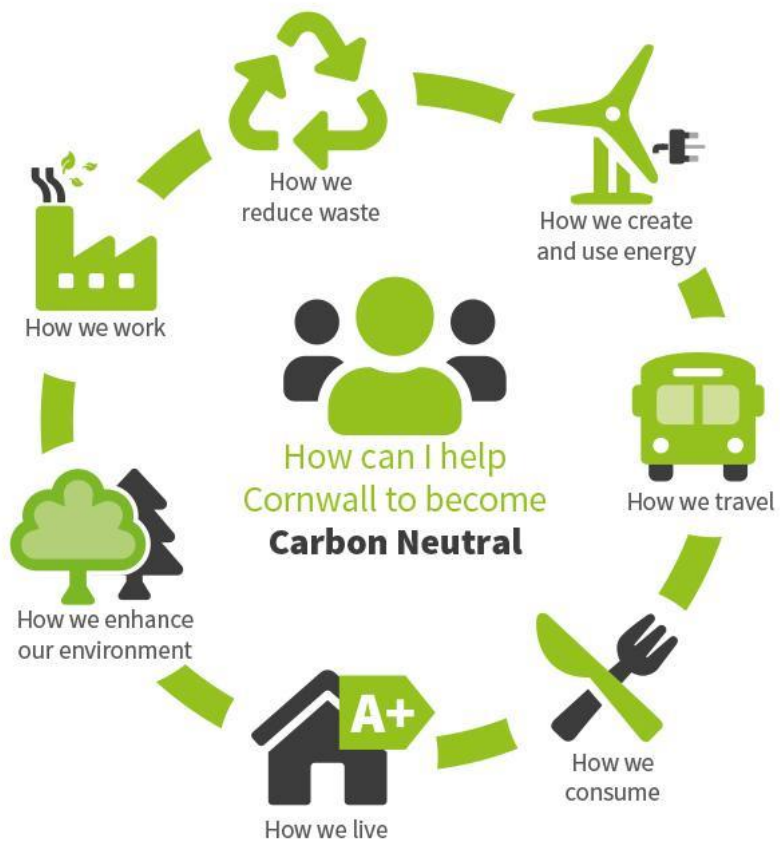 How we
reduce waste
How we create
and use energy
How we work
How can I help
Cornwall to become
Carbon Neutral
How we travel
How we enhance
our environment
A+
How we
consume
How we live